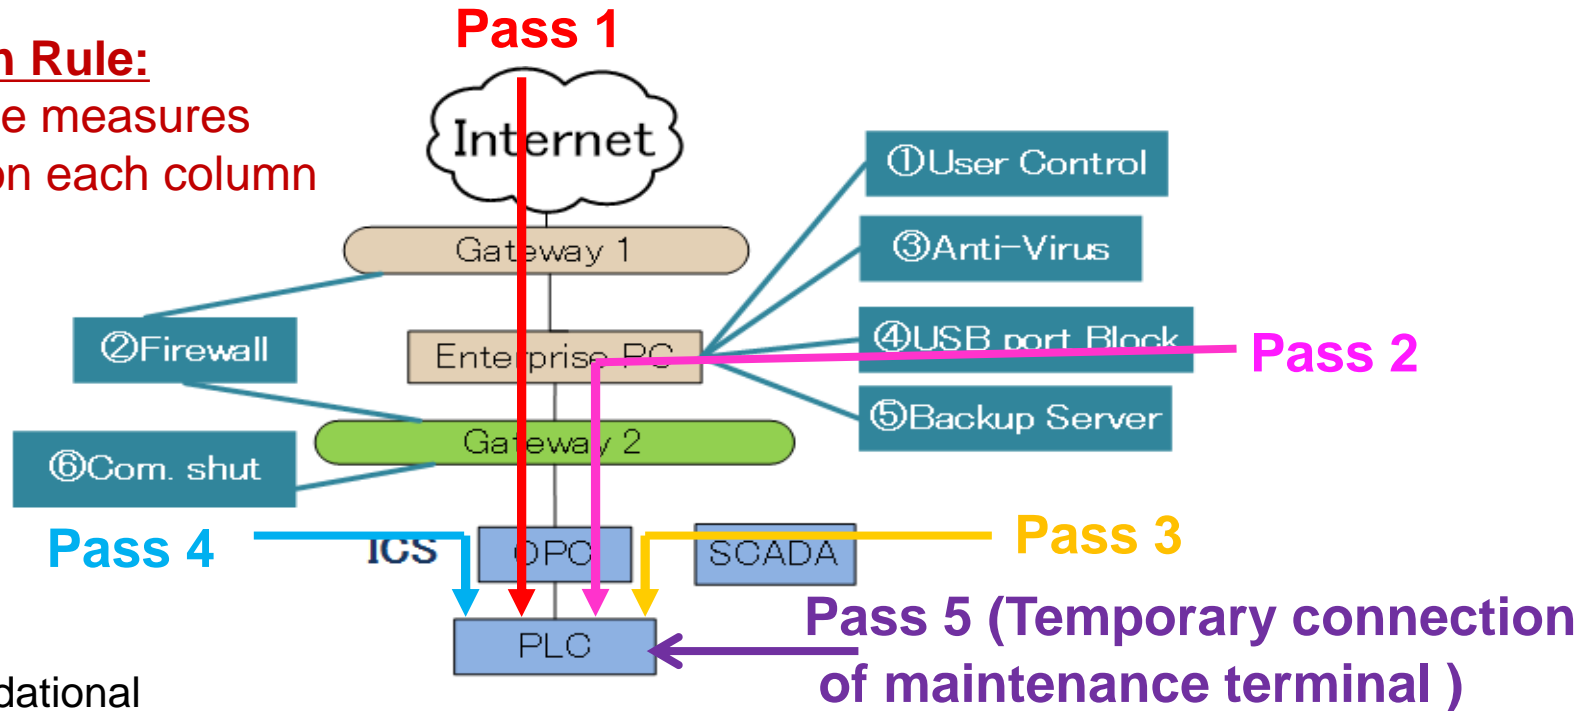 Pass 1
n Rule:
e measures
on each column
Internet
①User Control
Gateway 1
③Anti-Virus
②Firewall
Enterprise PC
④USB port Block
Pass 2
⑤Backup Server
Gateway 2
⑥Com. shut
Pass 4
ICS
OPC
SCADA
Pass 3
PLC
Pass 5 (Temporary connection
of maintenance terminal )
dational